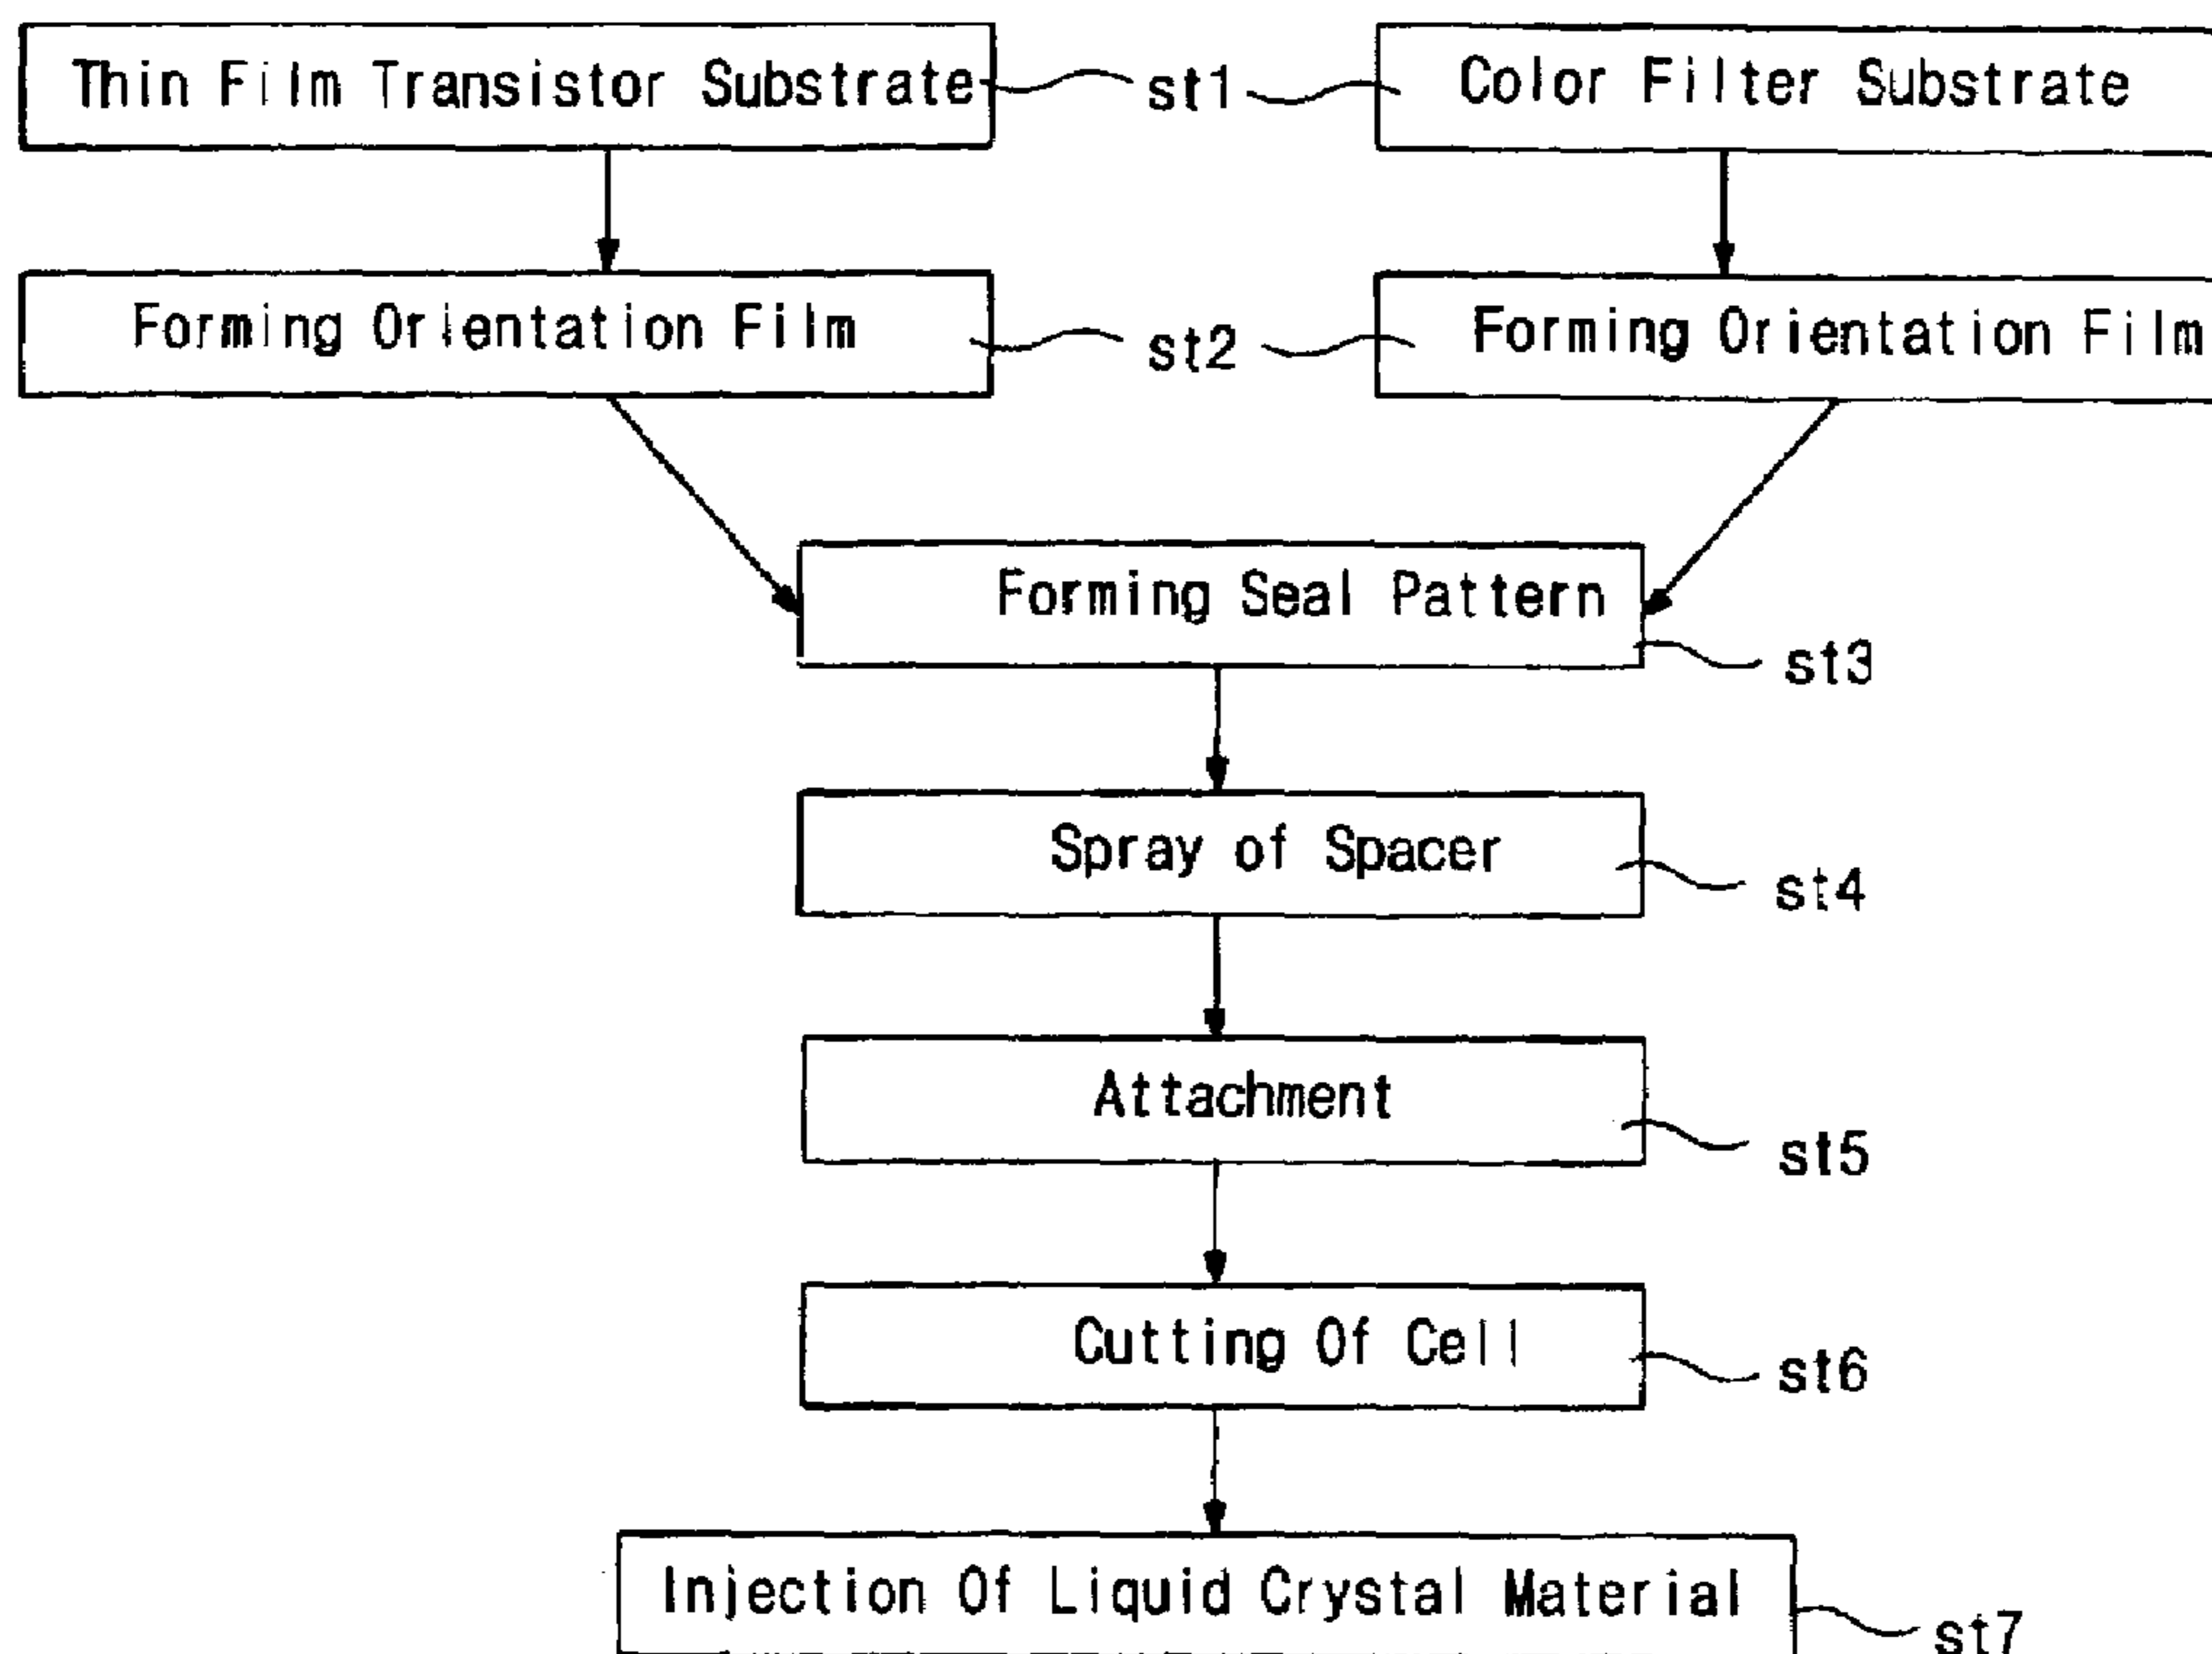 Thin Film Transistor Substrate st1 Color Filter Substrate
Forming Orientation Film st2 Forming Orientation Film
Forming Seal Pattern
st3
Spray of Spacer
st4
Attachment
st5
Cutting Of Cell
st6
Injection Of Liquid Crystal Material
st7